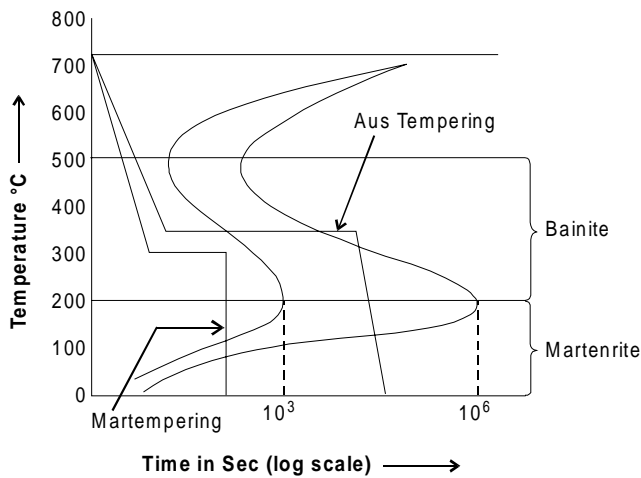 800
700
600
500
400
300
200
100
0
Temperature °C
Aus Tempering
Bainite
Martenrite
Martempering
10³
10⁶
Time in Sec (log scale)